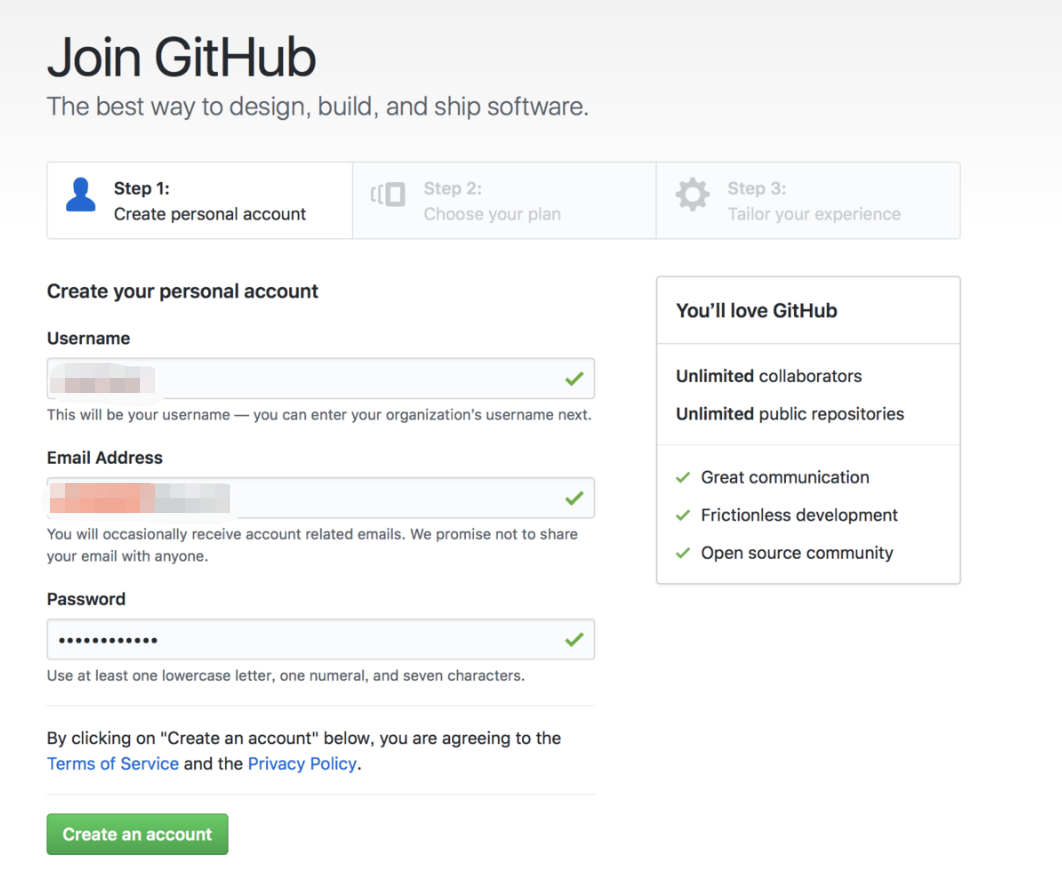 Join GitHub
The best way to design, build, and ship software.
Step 1:
Create personal account
Step 2:
Choose your plan
Step 3:
Tailor your experience
Create your personal account
Username
This will be your username — you can enter your organization's username next.
Email Address
You will occasionally receive account related emails. We promise not to share
your email with anyone.
Password
••••••••••••
Use at least one lowercase letter, one numeral, and seven characters.
By clicking on "Create an account" below, you are agreeing to the
Terms of Service and the Privacy Policy.
Create an account
You'll love GitHub
Unlimited collaborators
Unlimited public repositories
Great communication
Frictionless development
Open source community